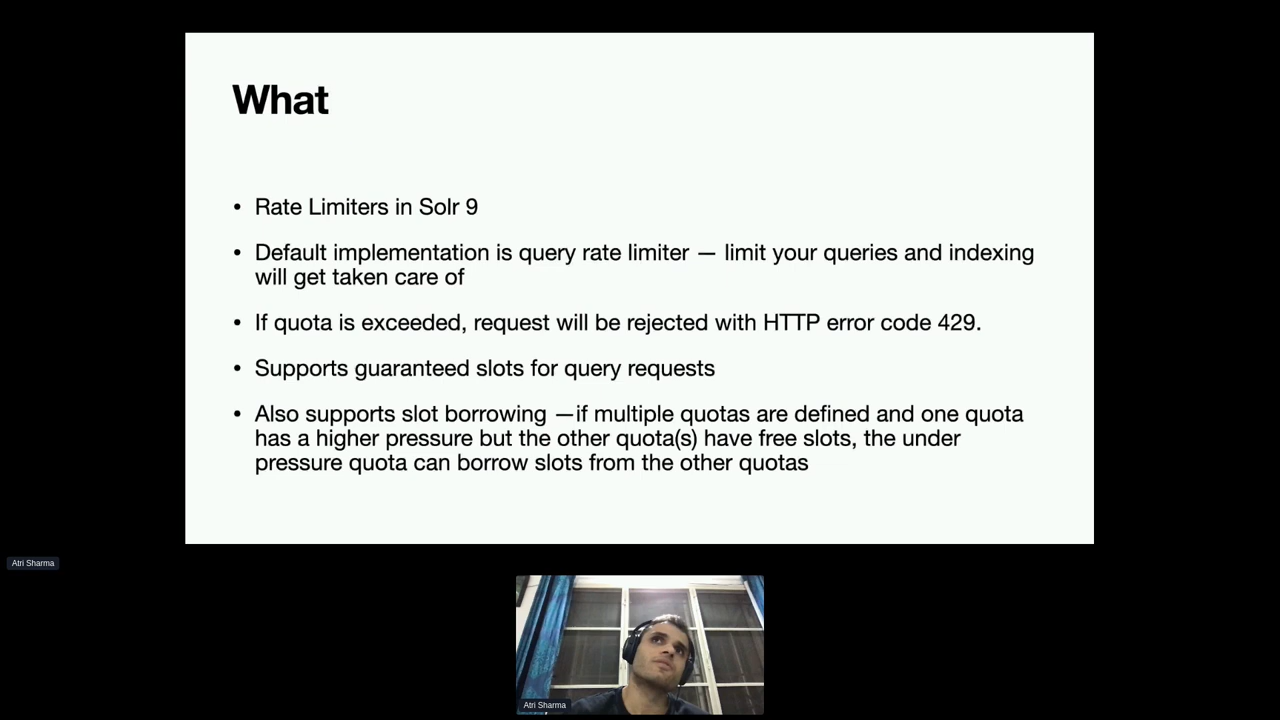 What
• Rate Limiters in Solr 9
• Default implementation is query rate limiter — limit your queries and indexing
will get taken care of
• If quota is exceeded, request will be rejected with HTTP error code 429.
• Supports guaranteed slots for query requests
• Also supports slot borrowing —if multiple quotas are defined and one quota
has a higher pressure but the other quota(s) have free slots, the under
pressure quota can borrow slots from the other quotas
Atri Sharma
Atri Sharma